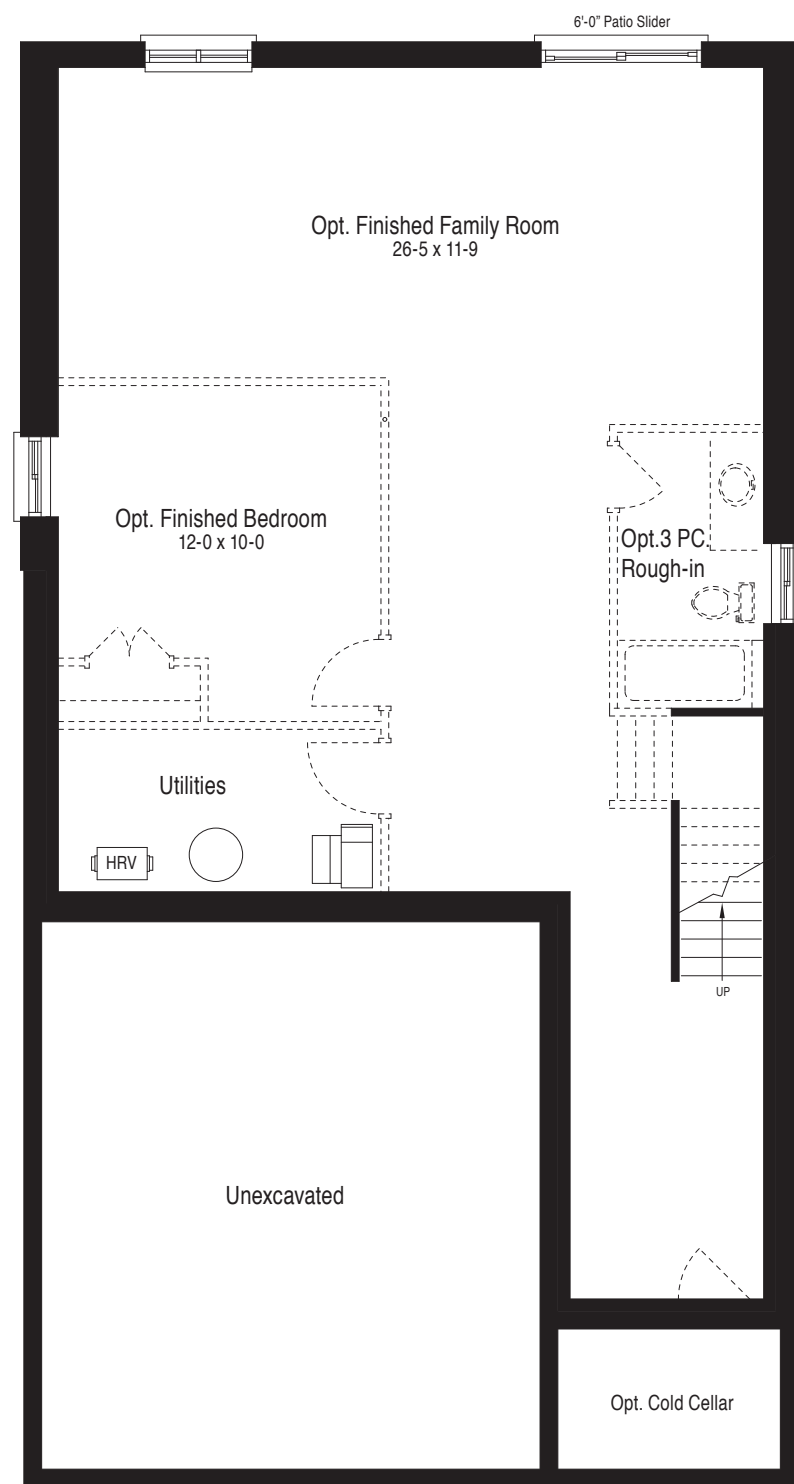 6'-0” Patio Slider
Opt. Finished Family Room
26-5 x 11-9
Opt. Finished Bedroom
12-0 x 10-0
Opt.3 PC.
Rough-in
Utilities
HRV
UP
Unexcavated
Opt. Cold Cellar